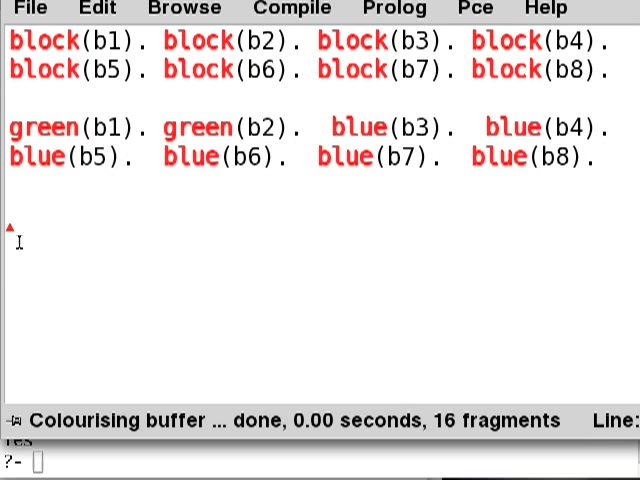 File Edit Browse Compile Prolog Pce Help
block(b1). block(b2). block(b3). block(b4).
block(b5). block(b6). block(b7). block(b8).
green(b1). green(b2). blue(b3). blue(b4).
blue(b5). blue(b6). blue(b7). blue(b8).
Colourising buffer ... done, 0.00 seconds, 16 fragments Line:
Yes
?-